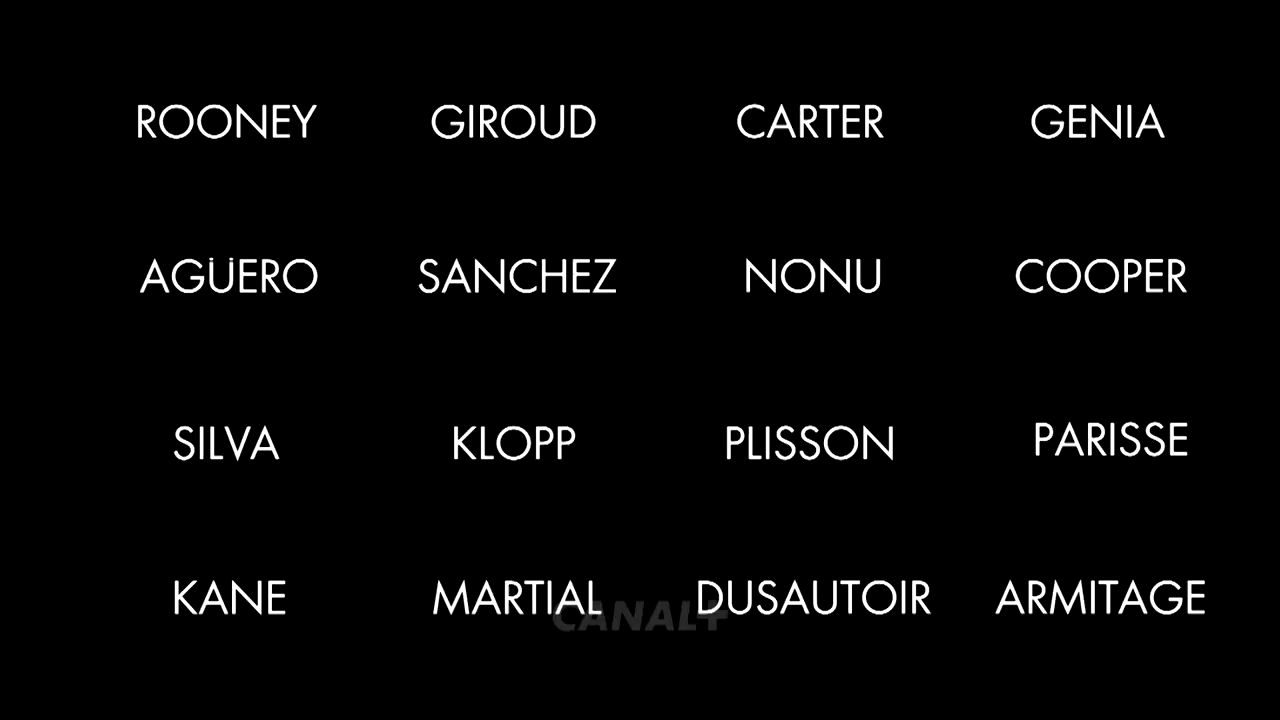 ROONEY GIROUD CARTER GENIA
AGÜERO SANCHEZ NONU COOPER
SILVA KLOPP PLISSON PARISSE
KANE MARTIAL DUSAUTOIR ARMITAGE
CANAL+